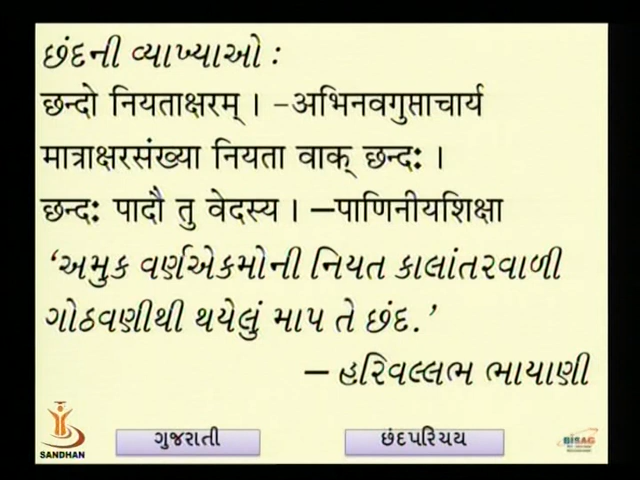 છંદની વ્યાખ્યાઓ :
छन्दो नियताक्षरम् । -अभिनवगुप्ताचार्य
मात्राक्षरसंख्या नियता वाक् छन्दः ।
छन्दः पादौ तु वेदस्य । –पाणिनीयशिक्षा
‘અમુક વર્ણએકમોની નિયત કાલાંતરવાળી
ગોઠવણીથી થયેલું માપ તે છંદ.’
– હરિવલ્લભ ભાયાણી
SANDHAN
ગુજરાતી
છંદપરિચય
BISAG